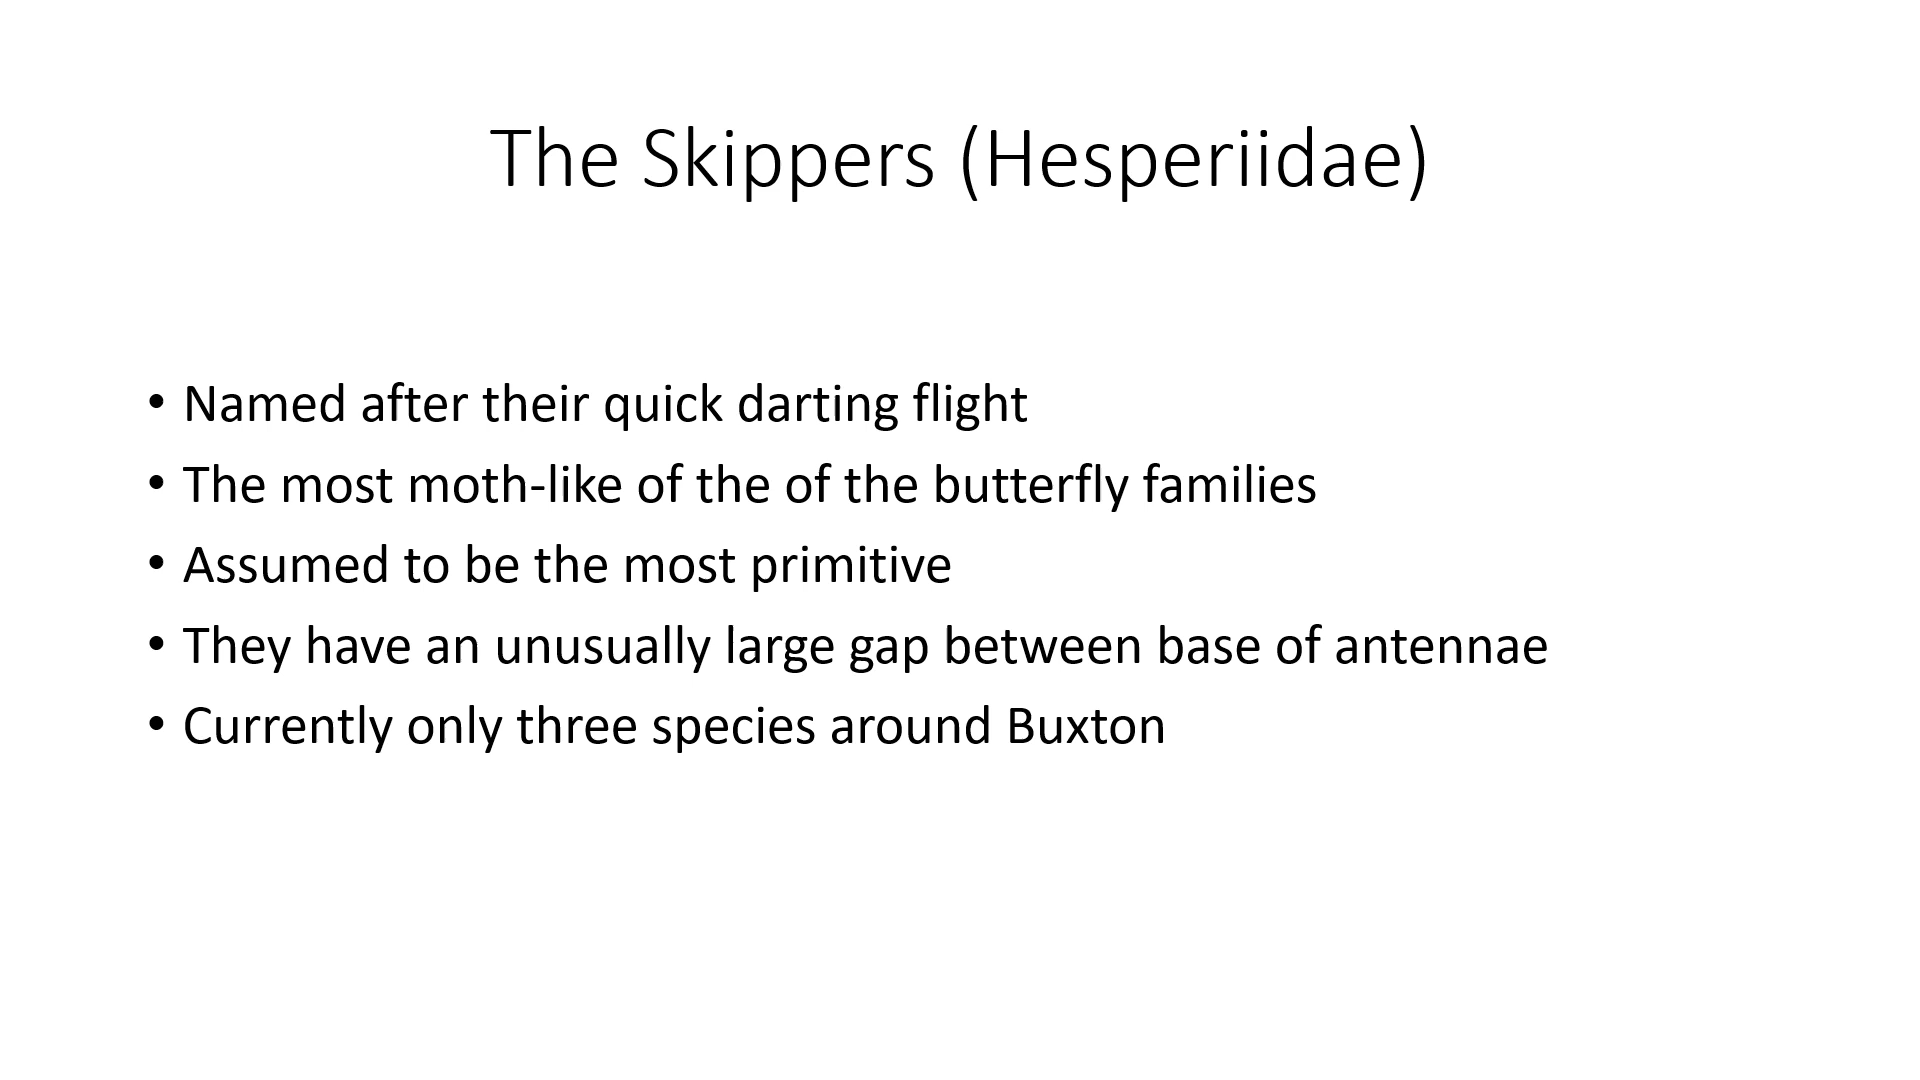 The Skippers (Hesperiidae)
• Named after their quick darting flight
• The most moth-like of the of the butterfly families
• Assumed to be the most primitive
• They have an unusually large gap between base of antennae
• Currently only three species around Buxton